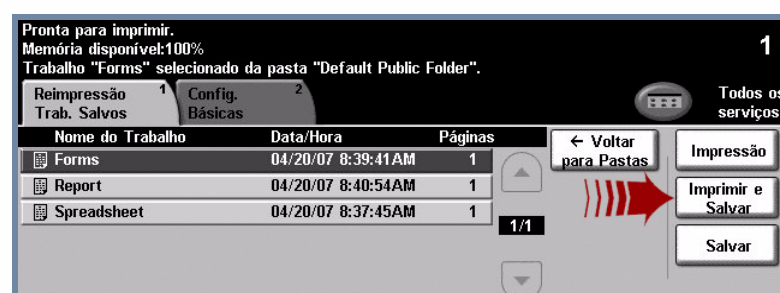 Pronta para imprimir.
Memória disponível:100%
1
Trabalho "Forms" selecionado da pasta "Default Public Folder".
Reimpressão Trab. Salvos 1
Config. Básicas 2
Todos os serviços
Nome do Trabalho Data/Hora Páginas
Forms 04/20/07 8:39:41AM 1
Report 04/20/07 8:40:54AM 1
Spreadsheet 04/20/07 8:37:45AM 1
1/1
← Voltar para Pastas
Impressão
Imprimir e Salvar
Salvar